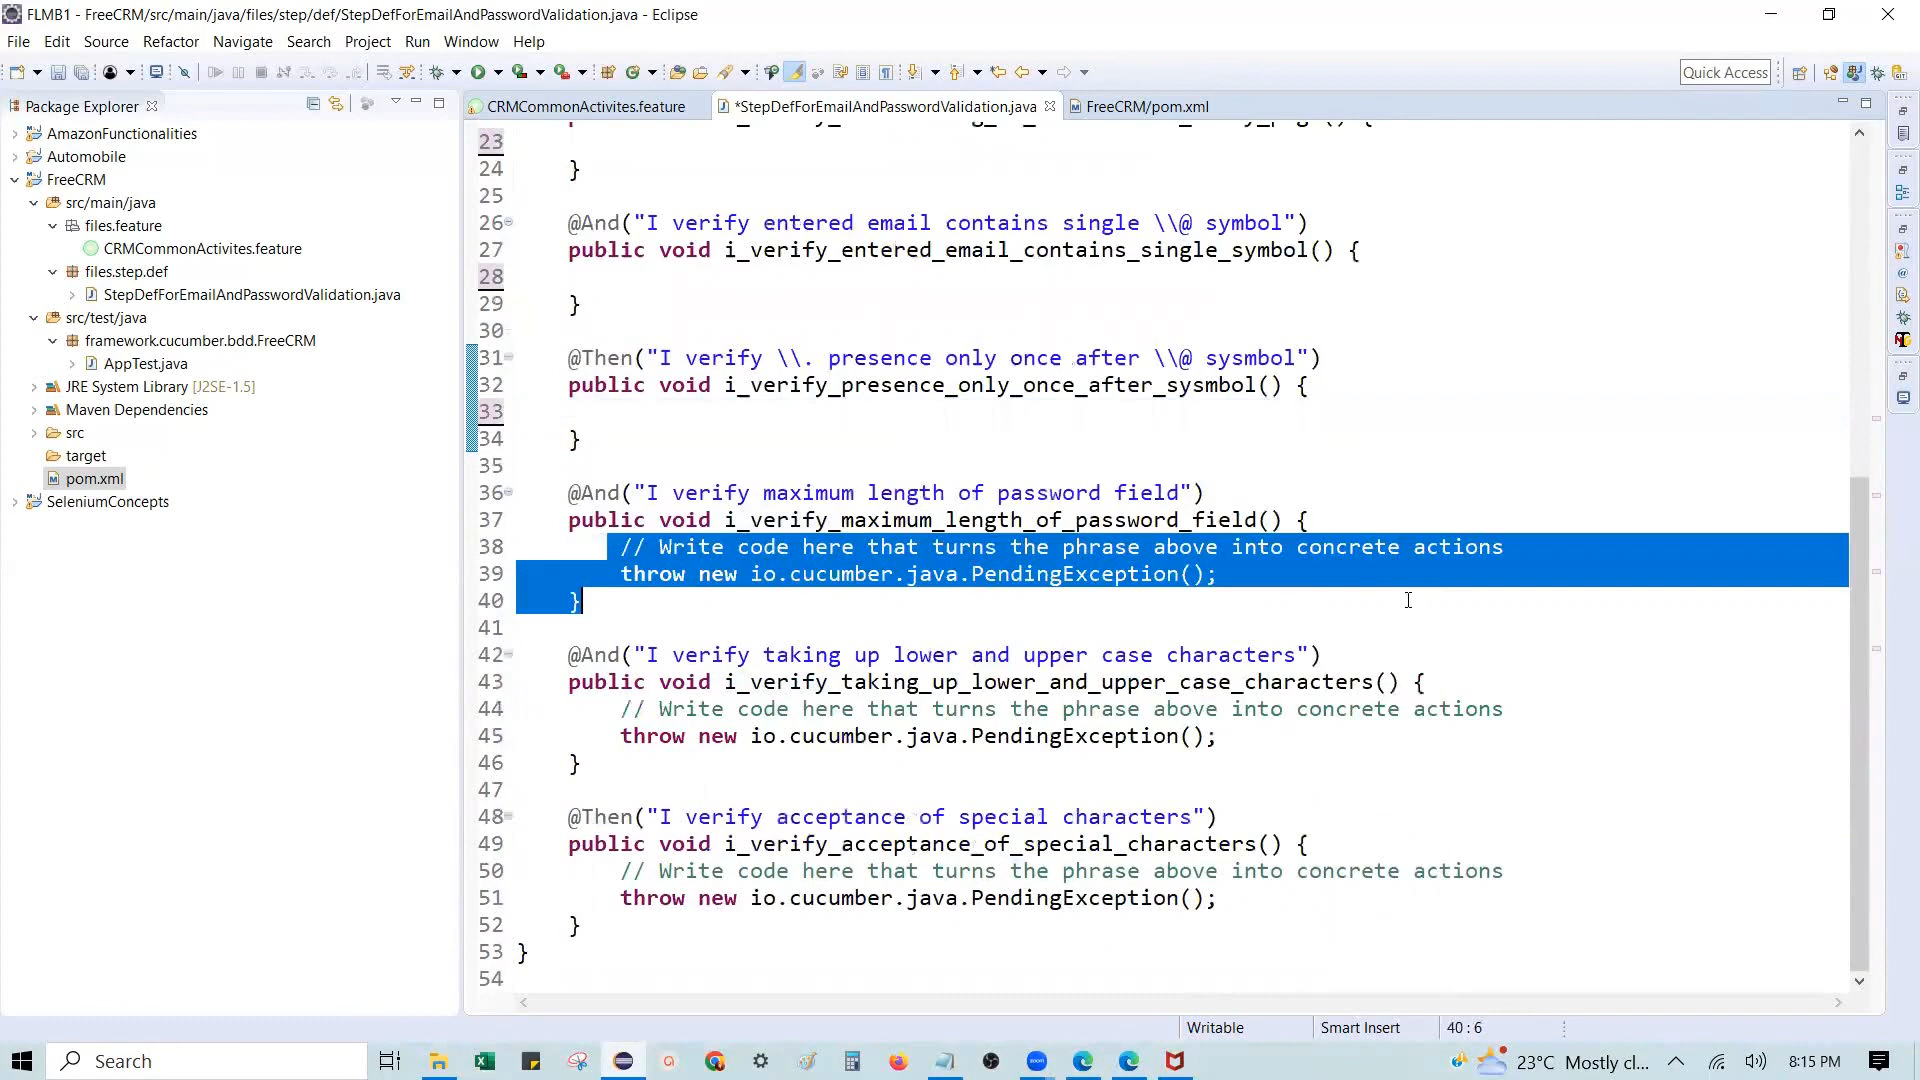 FLMB1 - FreeCRM/src/main/java/files/step/def/StepDefForEmailAndPasswordValidation.java - Eclipse
File Edit Source Refactor Navigate Search Project Run Window Help
Quick Access
Package Explorer
AmazonFunctionalities
Automobile
FreeCRM
src/main/java
files.feature
CRMCommonActivites.feature
files.step.def
StepDefForEmailAndPasswordValidation.java
src/test/java
framework.cucumber.bdd.FreeCRM
AppTest.java
JRE System Library [J2SE-1.5]
Maven Dependencies
src
target
pom.xml
SeleniumConcepts
CRMCommonActivites.feature *StepDefForEmailAndPasswordValidation.java FreeCRM/pom.xml
23
24 }
25
26 @And("I verify entered email contains single \\@ symbol")
27 public void i_verify_entered_email_contains_single_symbol() {
28
29 }
30
31 @Then("I verify \\. presence only once after \\@ sysmbol")
32 public void i_verify_presence_only_once_after_sysmbol() {
33
34 }
35
36 @And("I verify maximum length of password field")
37 public void i_verify_maximum_length_of_password_field() {
38 // Write code here that turns the phrase above into concrete actions
39 throw new io.cucumber.java.PendingException();
40 }
41
42 @And("I verify taking up lower and upper case characters")
43 public void i_verify_taking_up_lower_and_upper_case_characters() {
44 // Write code here that turns the phrase above into concrete actions
45 throw new io.cucumber.java.PendingException();
46 }
47
48 @Then("I verify acceptance of special characters")
49 public void i_verify_acceptance_of_special_characters() {
50 // Write code here that turns the phrase above into concrete actions
51 throw new io.cucumber.java.PendingException();
52 }
53 }
54
Writable Smart Insert 40 : 6
Search
23°C Mostly cl... 8:15 PM